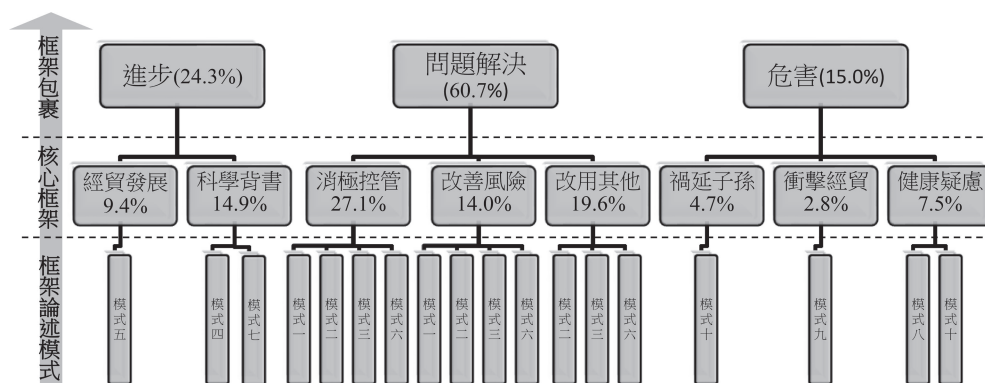 框架包裹
進步(24.3%)
問題解決
(60.7%)
危害(15.0%)
核心框架
經貿發展
9.4%
科學背書
14.9%
消極控管
27.1%
改善風險
14.0%
改用其他
19.6%
禍延子孫
4.7%
衝擊經貿
2.8%
健康疑慮
7.5%
框架論述模式
模式五
模式四
模式七
模式一
模式二
模式三
模式六
模式一
模式二
模式三
模式六
模式二
模式三
模式六
模式十
模式九
模式八
模式十